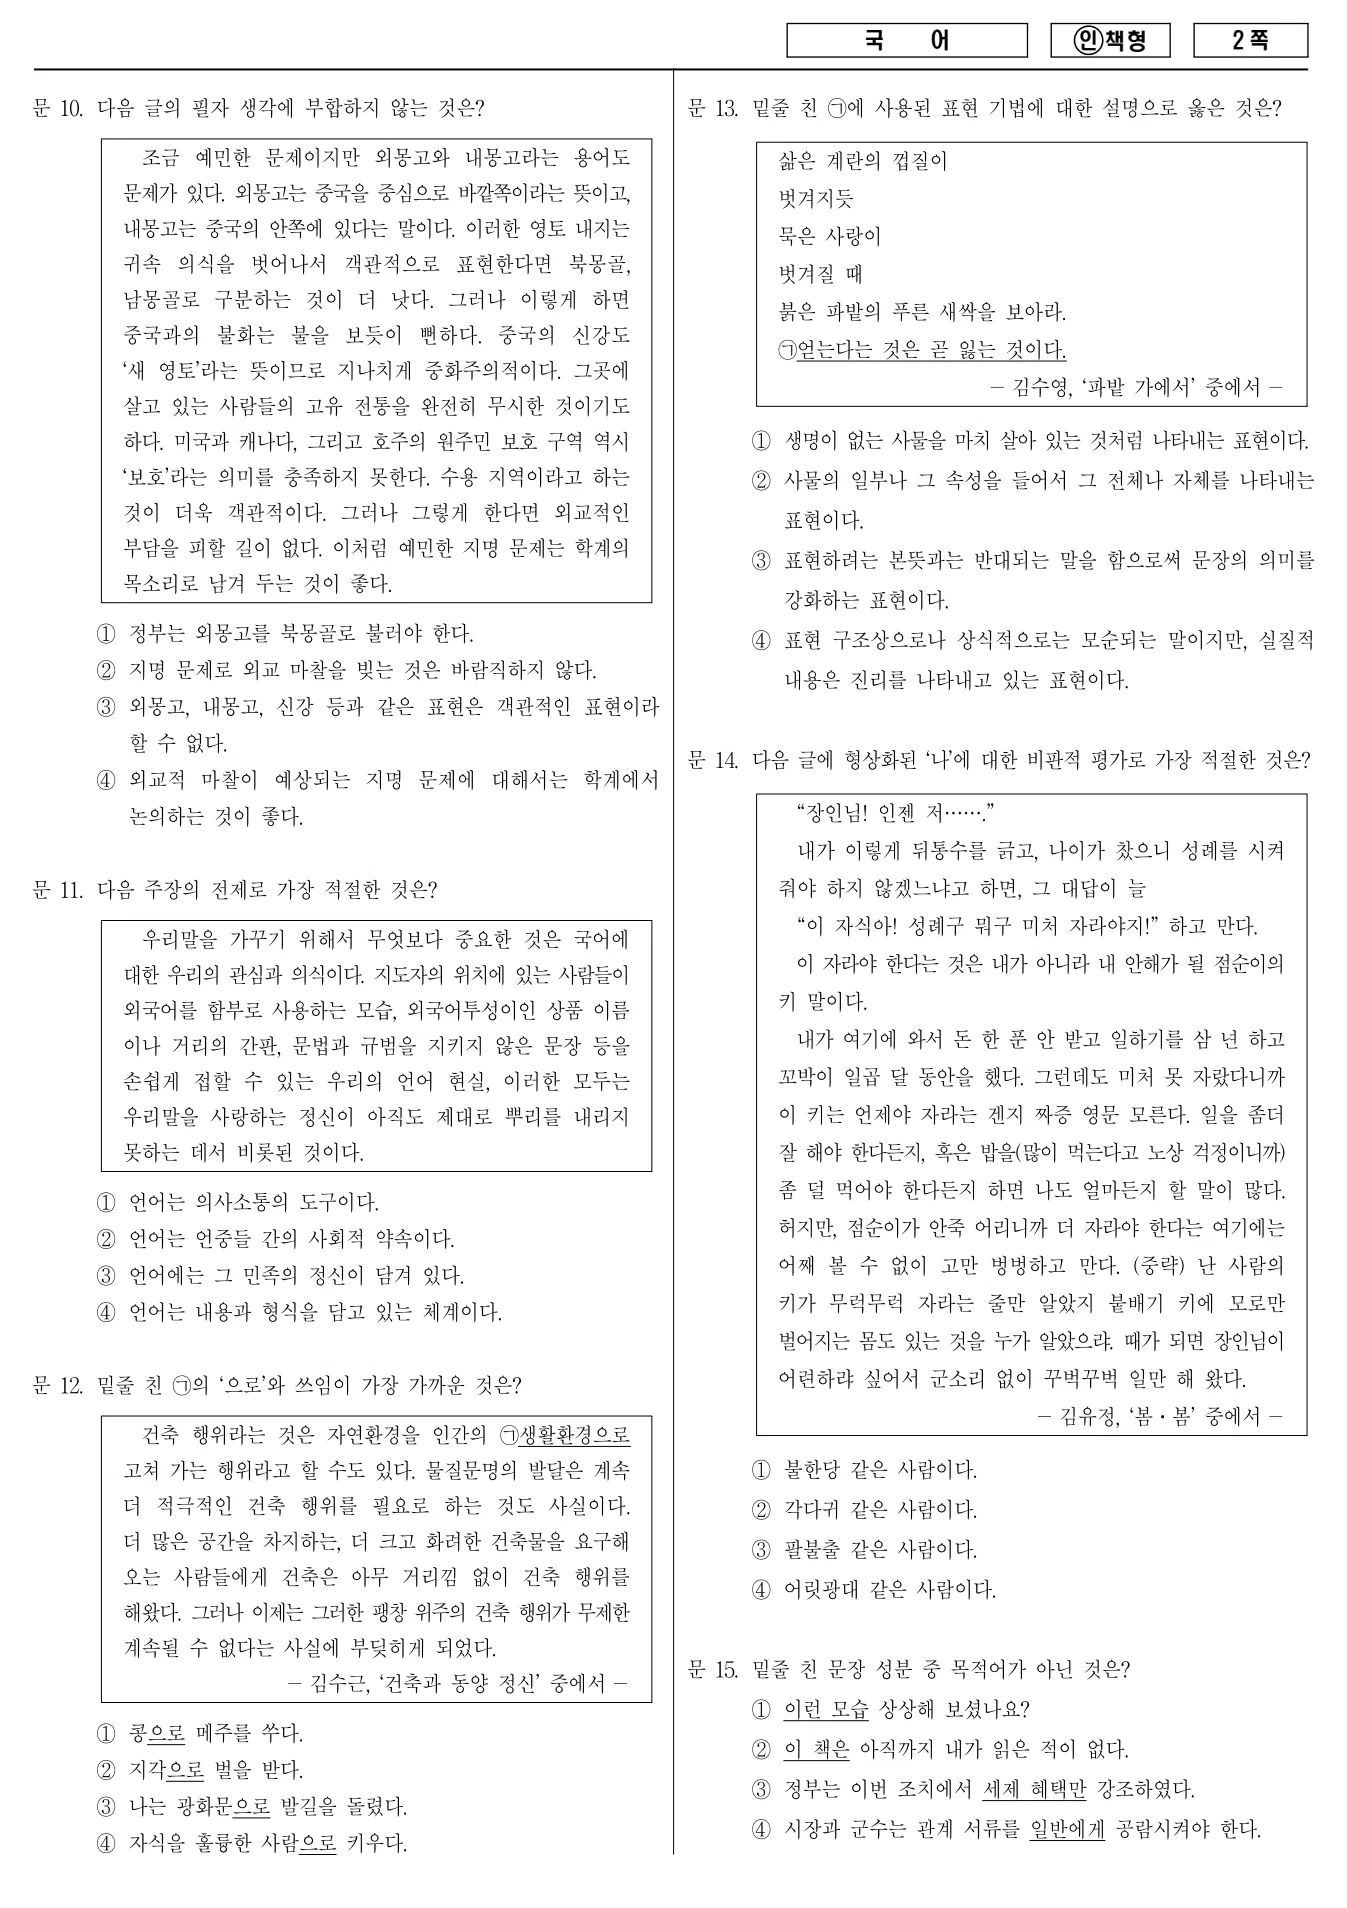 국 어
인책형
2 쪽
문 10. 다음 글의 필자 생각에 부합하지 않는 것은?
조금 예민한 문제이지만 외몽고와 내몽고라는 용어도
문제가 있다. 외몽고는 중국을 중심으로 바깥쪽이라는 뜻이고,
내몽고는 중국의 안쪽에 있다는 말이다. 이러한 영토 내지는
귀속 의식을 벗어나서 객관적으로 표현한다면 북몽골,
남몽골로 구분하는 것이 더 낫다. 그러나 이렇게 하면
중국과의 불화는 불을 보듯이 뻔하다. 중국의 신강도
‘새 영토’라는 뜻이므로 지나치게 중화주의적이다. 그곳에
살고 있는 사람들의 고유 전통을 완전히 무시한 것이기도
하다. 미국과 캐나다, 그리고 호주의 원주민 보호 구역 역시
‘보호’라는 의미를 충족하지 못한다. 수용 지역이라고 하는
것이 더욱 객관적이다. 그러나 그렇게 한다면 외교적인
부담을 피할 길이 없다. 이처럼 예민한 지명 문제는 학계의
목소리로 남겨 두는 것이 좋다.
① 정부는 외몽고를 북몽골로 불러야 한다.
② 지명 문제로 외교 마찰을 빚는 것은 바람직하지 않다.
③ 외몽고, 내몽고, 신강 등과 같은 표현은 객관적인 표현이라
할 수 없다.
④ 외교적 마찰이 예상되는 지명 문제에 대해서는 학계에서
논의하는 것이 좋다.
문 11. 다음 주장의 전제로 가장 적절한 것은?
우리말을 가꾸기 위해서 무엇보다 중요한 것은 국어에
대한 우리의 관심과 의식이다. 지도자의 위치에 있는 사람들이
외국어를 함부로 사용하는 모습, 외국어투성이인 상품 이름
이나 거리의 간판, 문법과 규범을 지키지 않은 문장 등을
손쉽게 접할 수 있는 우리의 언어 현실, 이러한 모두는
우리말을 사랑하는 정신이 아직도 제대로 뿌리를 내리지
못하는 데서 비롯된 것이다.
① 언어는 의사소통의 도구이다.
② 언어는 언중들 간의 사회적 약속이다.
③ 언어에는 그 민족의 정신이 담겨 있다.
④ 언어는 내용과 형식을 담고 있는 체계이다.
문 12. 밑줄 친 ㉠의 ‘으로’와 쓰임이 가장 가까운 것은?
건축 행위라는 것은 자연환경을 인간의 ㉠생활환경으로
고쳐 가는 행위라고 할 수도 있다. 물질문명의 발달은 계속
더 적극적인 건축 행위를 필요로 하는 것도 사실이다.
더 많은 공간을 차지하는, 더 크고 화려한 건축물을 요구해
오는 사람들에게 건축은 아무 거리낌 없이 건축 행위를
해왔다. 그러나 이제는 그러한 팽창 위주의 건축 행위가 무제한
계속될 수 없다는 사실에 부딪히게 되었다.
– 김수근, ‘건축과 동양 정신’ 중에서 –
① 콩으로 메주를 쑤다.
② 지각으로 벌을 받다.
③ 나는 광화문으로 발길을 돌렸다.
④ 자식을 훌륭한 사람으로 키우다.
문 13. 밑줄 친 ㉠에 사용된 표현 기법에 대한 설명으로 옳은 것은?
삶은 계란의 껍질이
벗겨지듯
묵은 사랑이
벗겨질 때
붉은 파밭의 푸른 새싹을 보아라.
㉠얻는다는 것은 곧 잃는 것이다.
– 김수영, ‘파밭 가에서’ 중에서 –
① 생명이 없는 사물을 마치 살아 있는 것처럼 나타내는 표현이다.
② 사물의 일부나 그 속성을 들어서 그 전체나 자체를 나타내는
표현이다.
③ 표현하려는 본뜻과는 반대되는 말을 함으로써 문장의 의미를
강화하는 표현이다.
④ 표현 구조상으로나 상식적으로는 모순되는 말이지만, 실질적
내용은 진리를 나타내고 있는 표현이다.
문 14. 다음 글에 형상화된 ‘나’에 대한 비판적 평가로 가장 적절한 것은?
“장인님! 인젠 저…….”
내가 이렇게 뒤통수를 긁고, 나이가 찼으니 성례를 시켜
줘야 하지 않겠느냐고 하면, 그 대답이 늘
“이 자식아! 성례구 뭐구 미처 자라야지!” 하고 만다.
이 자라야 한다는 것은 내가 아니라 내 안해가 될 점순이의
키 말이다.
내가 여기에 와서 돈 한 푼 안 받고 일하기를 삼 년 하고
꼬박이 일곱 달 동안을 했다. 그런데도 미처 못 자랐다니까
이 키는 언제야 자라는 겐지 짜증 영문 모른다. 일을 좀더
잘 해야 한다든지, 혹은 밥을(많이 먹는다고 노상 걱정이니까)
좀 덜 먹어야 한다든지 하면 나도 얼마든지 할 말이 많다.
허지만, 점순이가 안죽 어리니까 더 자라야 한다는 여기에는
어째 볼 수 없이 고만 벙벙하고 만다. (중략) 난 사람의
키가 무럭무럭 자라는 줄만 알았지 붙배기 키에 모로만
벌어지는 몸도 있는 것을 누가 알았으랴. 때가 되면 장인님이
어련하랴 싶어서 군소리 없이 꾸벅꾸벅 일만 해 왔다.
– 김유정, ‘봄·봄’ 중에서 –
① 불한당 같은 사람이다.
② 각다귀 같은 사람이다.
③ 팔불출 같은 사람이다.
④ 어릿광대 같은 사람이다.
문 15. 밑줄 친 문장 성분 중 목적어가 아닌 것은?
① 이런 모습 상상해 보셨나요?
② 이 책은 아직까지 내가 읽은 적이 없다.
③ 정부는 이번 조치에서 세제 혜택만 강조하였다.
④ 시장과 군수는 관계 서류를 일반에게 공람시켜야 한다.